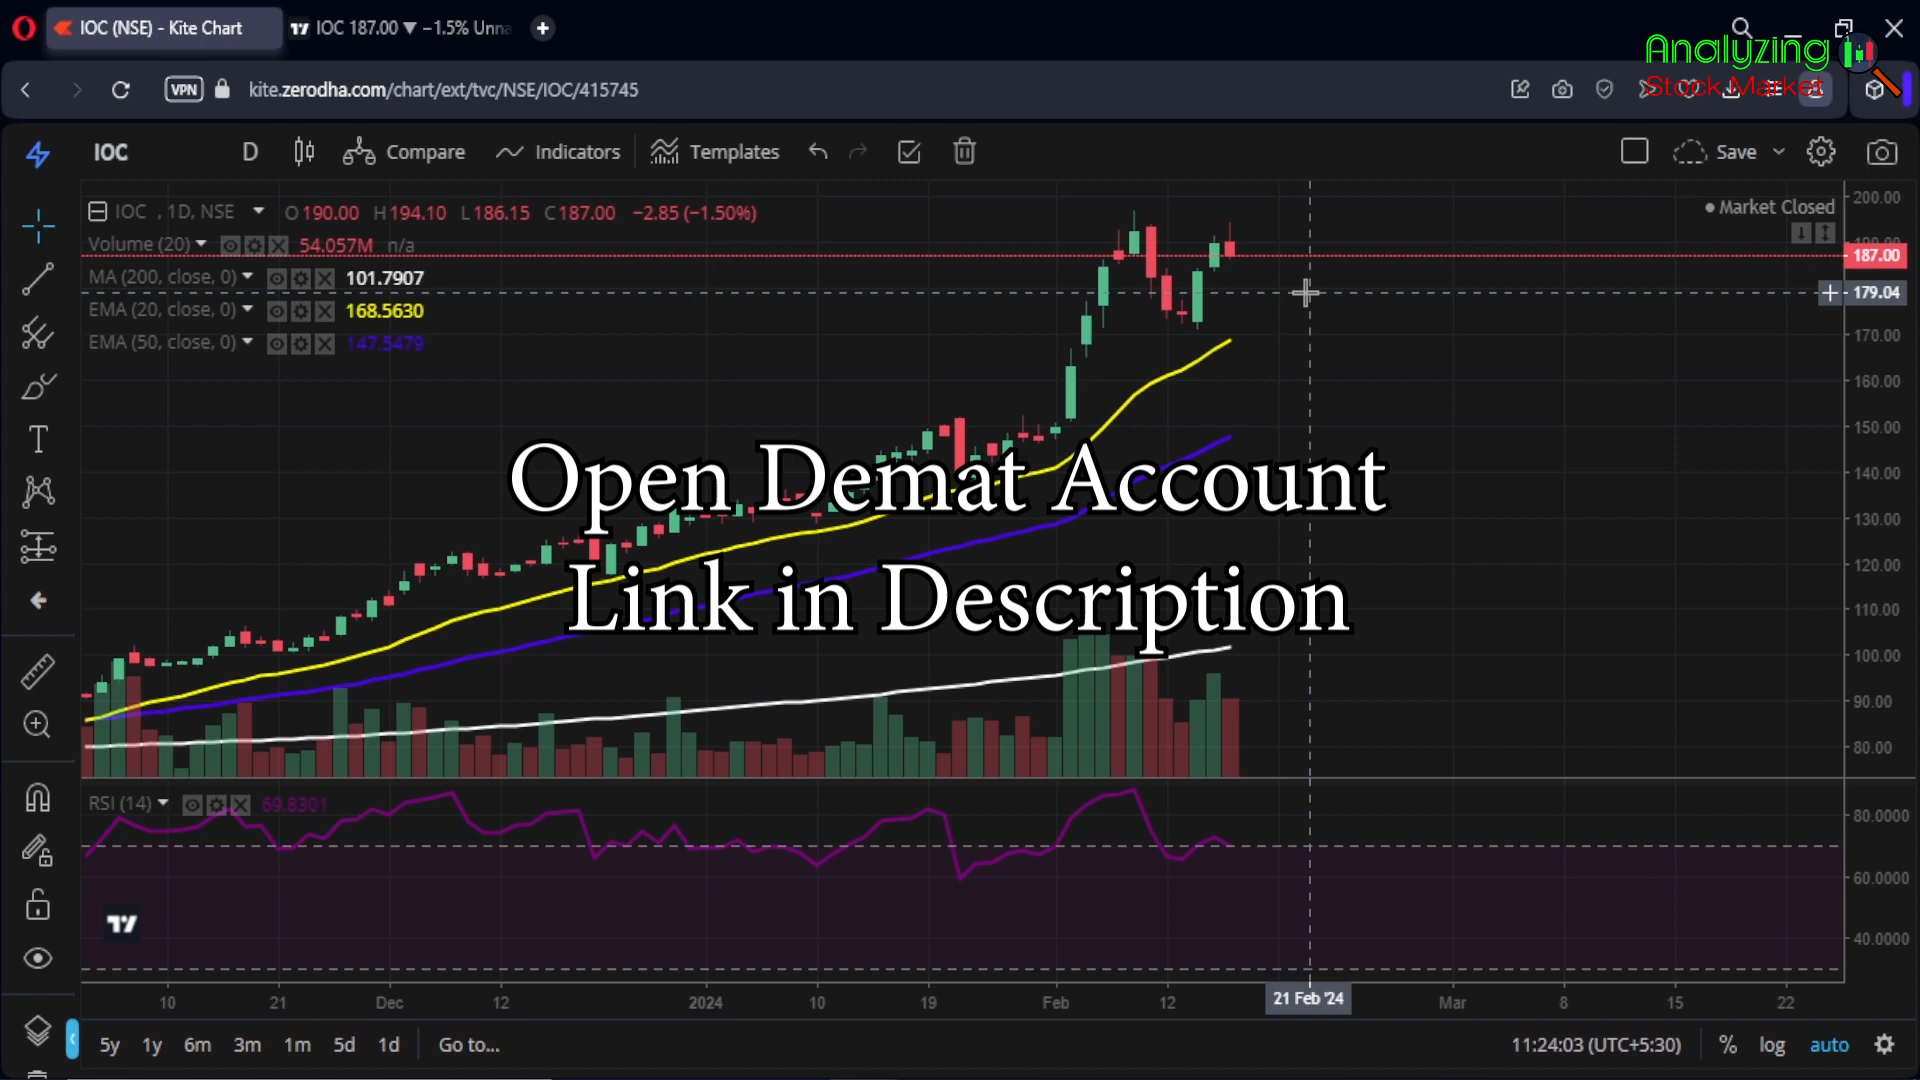 IOC (NSE) - Kite Chart
IOC 187.00 ▼ −1.5% Unna
Analyzing
Stock Market
VPN
kite.zerodha.com/chart/ext/tvc/NSE/IOC/415745
IOC D Compare Indicators Templates Save
IOC , 1D, NSE O190.00 H194.10 L186.15 C187.00 −2.85 (−1.50%)
Market Closed
Volume (20) 54.057M n/a
MA (200, close, 0) 101.7907
EMA (20, close, 0) 168.5630
EMA (50, close, 0) 147.5479
200.00
190.00
187.00
179.04
170.00
160.00
150.00
140.00
130.00
120.00
110.00
100.00
90.00
80.00
Open Demat Account
Link in Description
RSI (14) 69.8301
80.0000
60.0000
40.0000
10 21 Dec 12 2024 10 19 Feb 12 21 Feb '24 Mar 8 15 22
5y 1y 6m 3m 1m 5d 1d Go to... 11:24:03 (UTC+5:30) % log auto